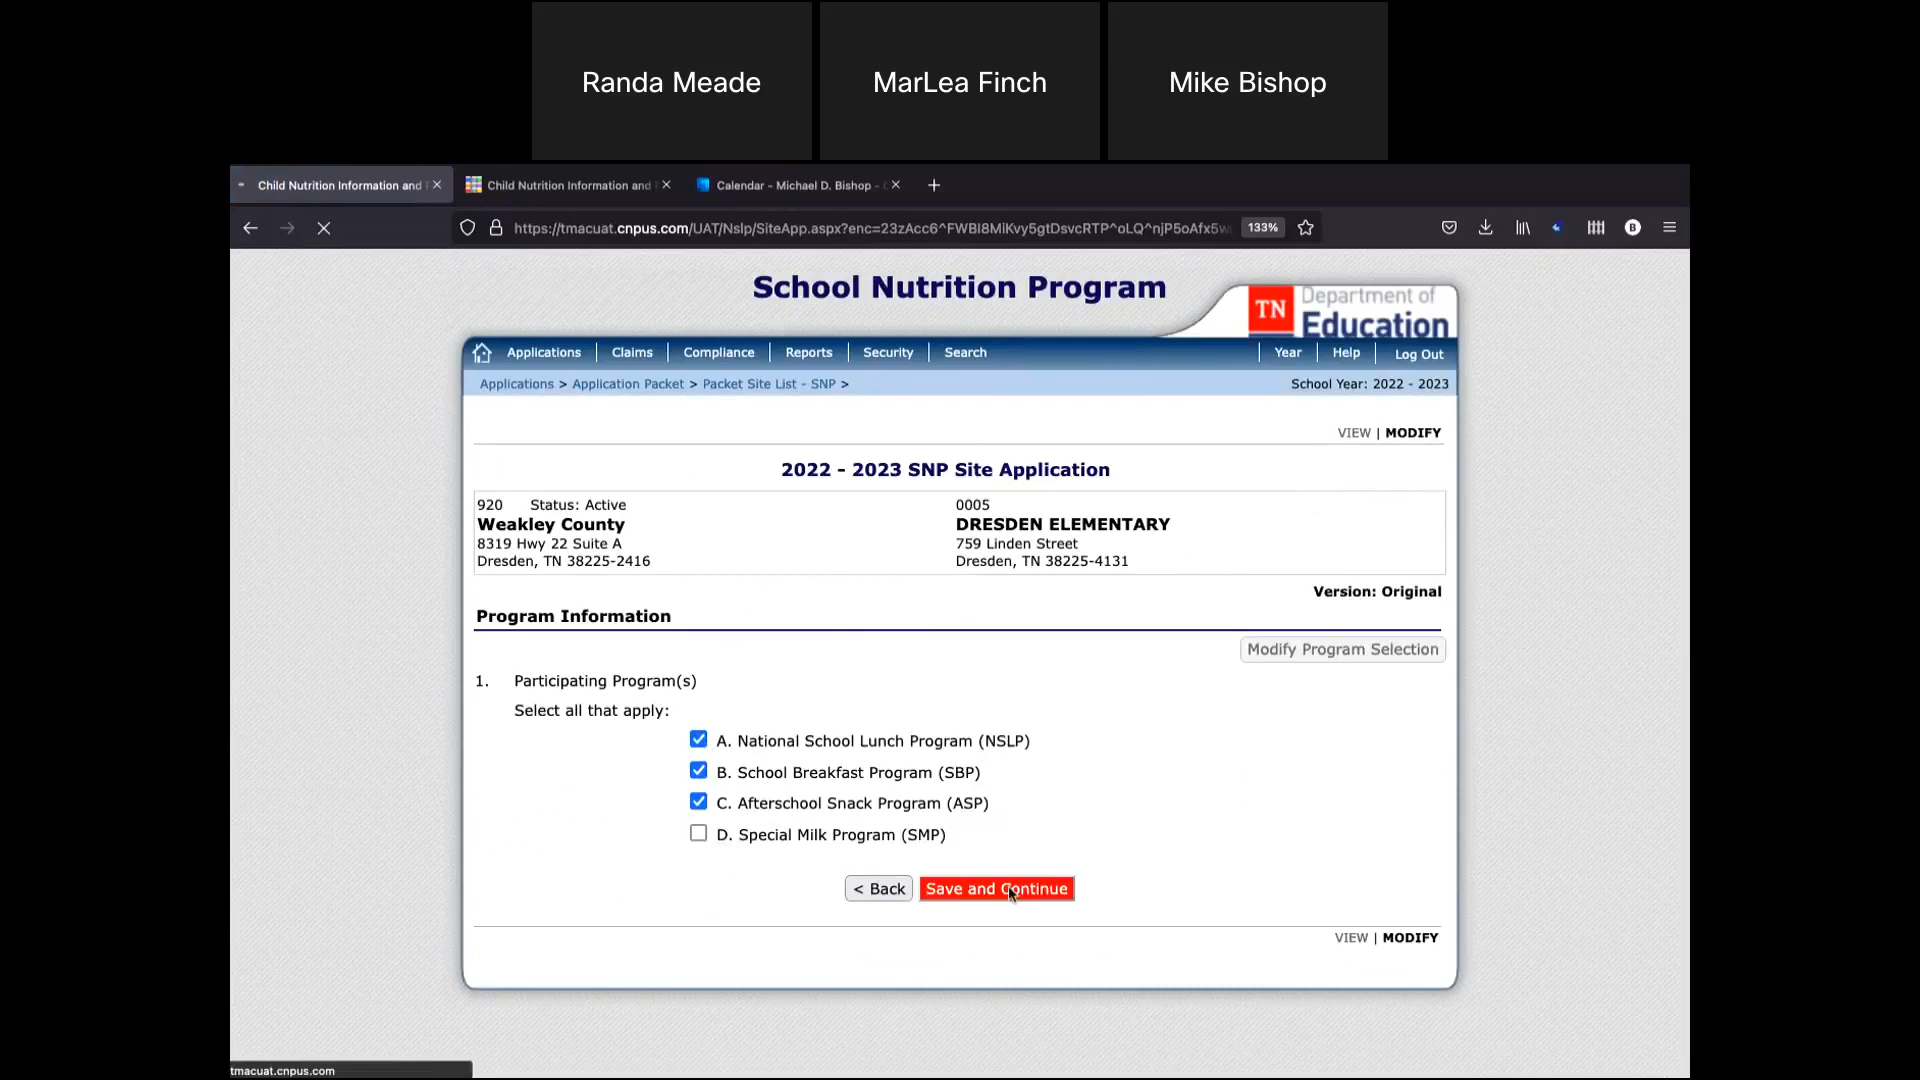 Randa Meade
MarLea Finch
Mike Bishop
Child Nutrition Information and
Child Nutrition Information and
Calendar - Michael D. Bishop -
https://tmacuat.cnpus.com/UAT/Nslp/SiteApp.aspx?enc=23zAcc6^FWBI8MiKvy5gtDsvcRTP^oLQ^njP5oAfx5w
133%
B
School Nutrition Program
TN
Department of
Education
Applications
Claims
Compliance
Reports
Security
Search
Year
Help
Log Out
Applications > Application Packet > Packet Site List - SNP >
School Year: 2022 - 2023
VIEW | MODIFY
2022 - 2023 SNP Site Application
920 Status: Active
Weakley County
8319 Hwy 22 Suite A
Dresden, TN 38225-2416
0005
DRESDEN ELEMENTARY
759 Linden Street
Dresden, TN 38225-4131
Version: Original
Program Information
Modify Program Selection
1. Participating Program(s)
Select all that apply:
A. National School Lunch Program (NSLP)
B. School Breakfast Program (SBP)
C. Afterschool Snack Program (ASP)
D. Special Milk Program (SMP)
< Back
Save and Continue
VIEW | MODIFY
tmacuat.cnpus.com